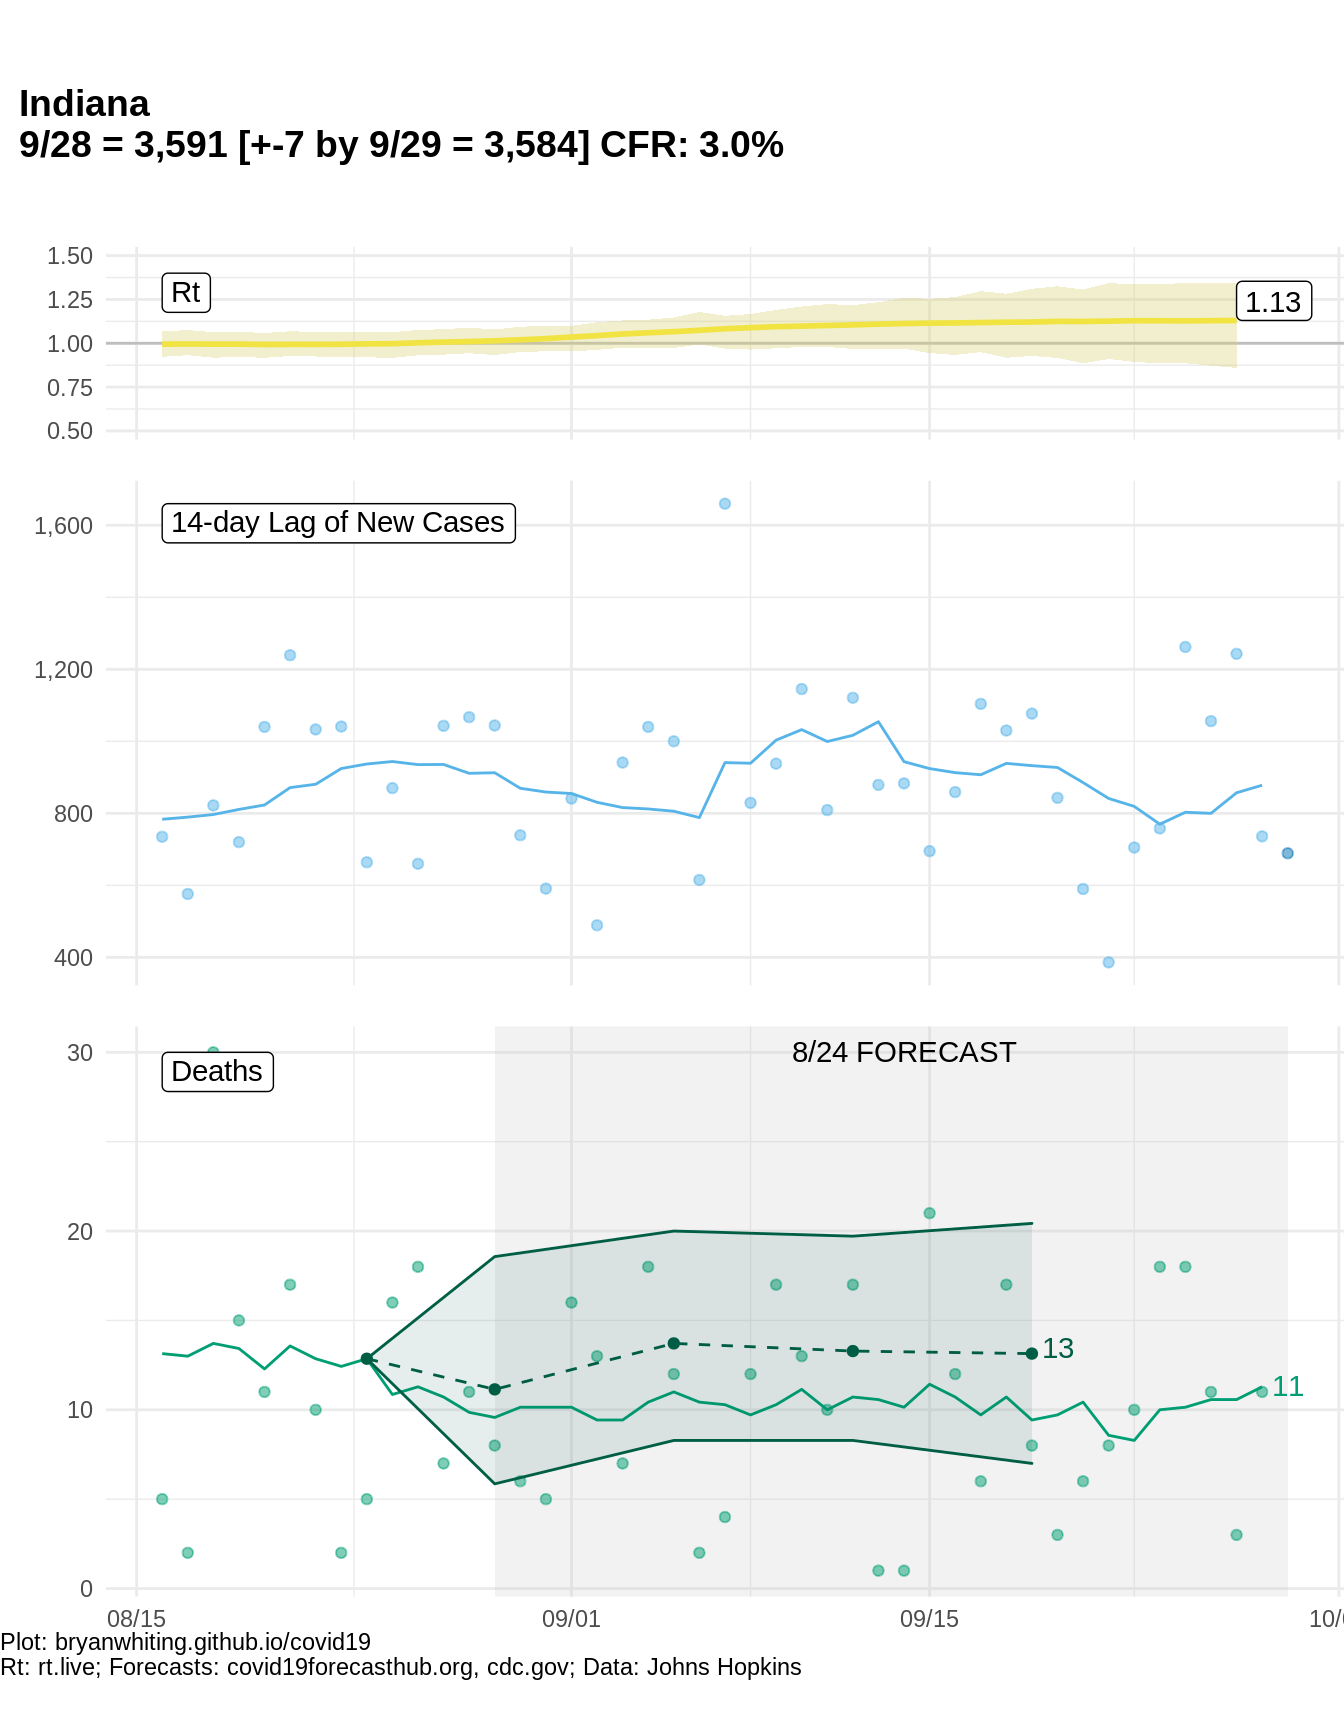 Indiana
9/28 = 3,591 [+-7 by 9/29 = 3,584] CFR: 3.0%
1.50
Rt
1.25
1.13
1.00
0.75
0.50
14-day Lag of New Cases
1,600
1,200
800
400
30
8/24 FORECAST
Deaths
20
13
11
10
0
08/15
09/01
09/15
10/
Plot: bryanwhiting.github.io/covid19
Rt: rt.live; Forecasts: covid19forecasthub.org, cdc.gov; Data: Johns Hopkins